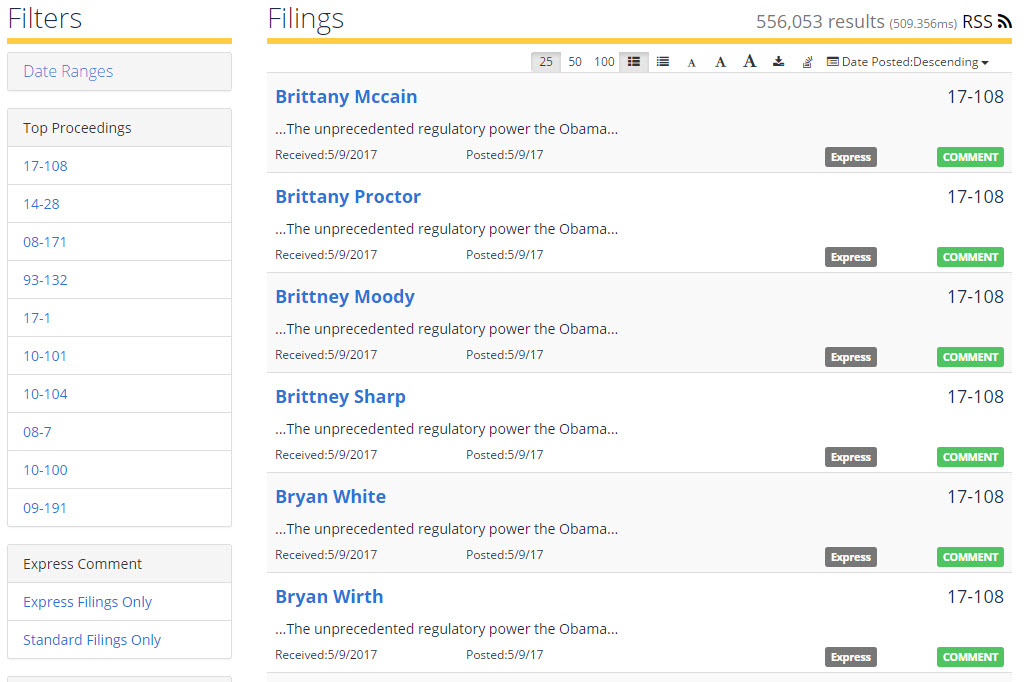 Filters
Date Ranges
Top Proceedings
17-108
14-28
08-171
93-132
17-1
10-101
10-104
08-7
10-100
09-191
Express Comment
Express Filings Only
Standard Filings Only
Filings
556,053 results (509.356ms) RSS
25 50 100 A A A Date Posted:Descending
Brittany Mccain 17-108
...The unprecedented regulatory power the Obama...
Received:5/9/2017 Posted:5/9/17 Express COMMENT
Brittany Proctor 17-108
...The unprecedented regulatory power the Obama...
Received:5/9/2017 Posted:5/9/17 Express COMMENT
Brittney Moody 17-108
...The unprecedented regulatory power the Obama...
Received:5/9/2017 Posted:5/9/17 Express COMMENT
Brittney Sharp 17-108
...The unprecedented regulatory power the Obama...
Received:5/9/2017 Posted:5/9/17 Express COMMENT
Bryan White 17-108
...The unprecedented regulatory power the Obama...
Received:5/9/2017 Posted:5/9/17 Express COMMENT
Bryan Wirth 17-108
...The unprecedented regulatory power the Obama...
Received:5/9/2017 Posted:5/9/17 Express COMMENT